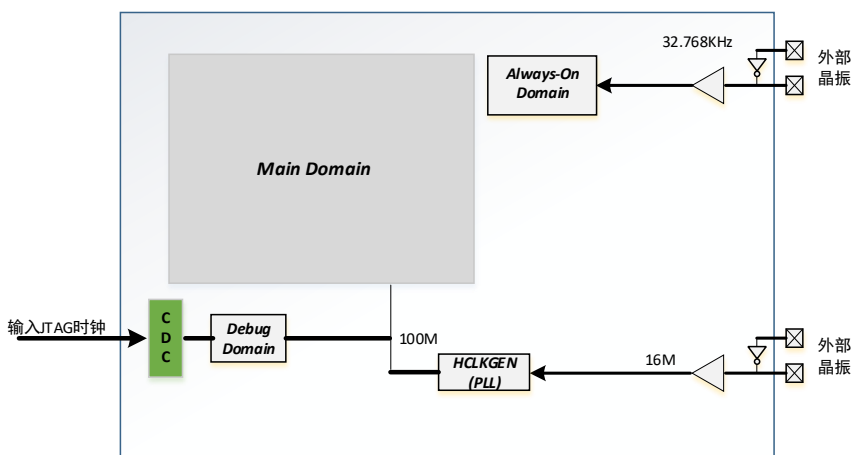 32.768KHz
外部
晶振
Always-On
Domain
Main Domain
输入JTAG时钟
C
D
C
Debug
Domain
100M
HCLKGEN
(PLL)
16M
外部
晶振